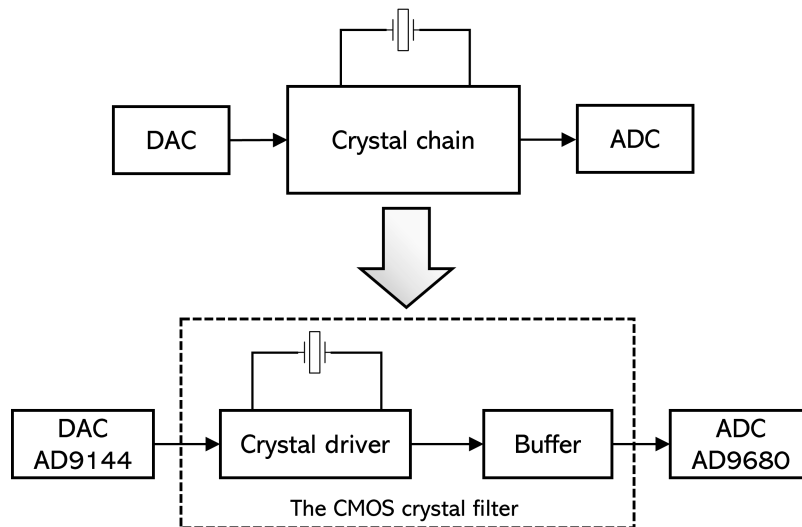 DAC
Crystal chain
ADC
DAC
AD9144
Crystal driver
Buffer
ADC
AD9680
The CMOS crystal filter